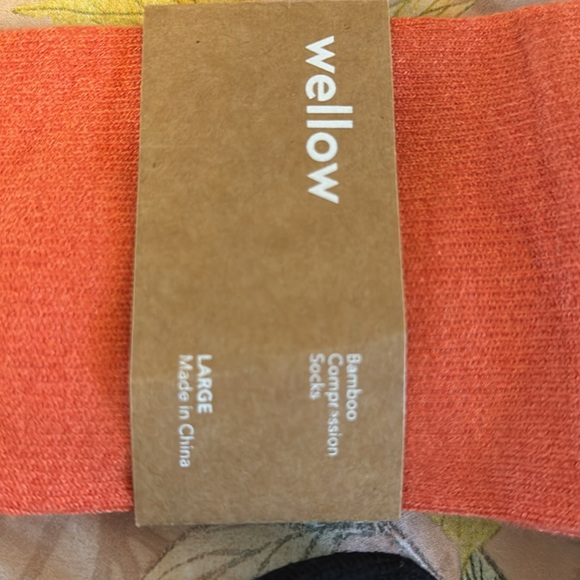 wellow
Bamboo
Compression
Socks
LARGE
Made in China